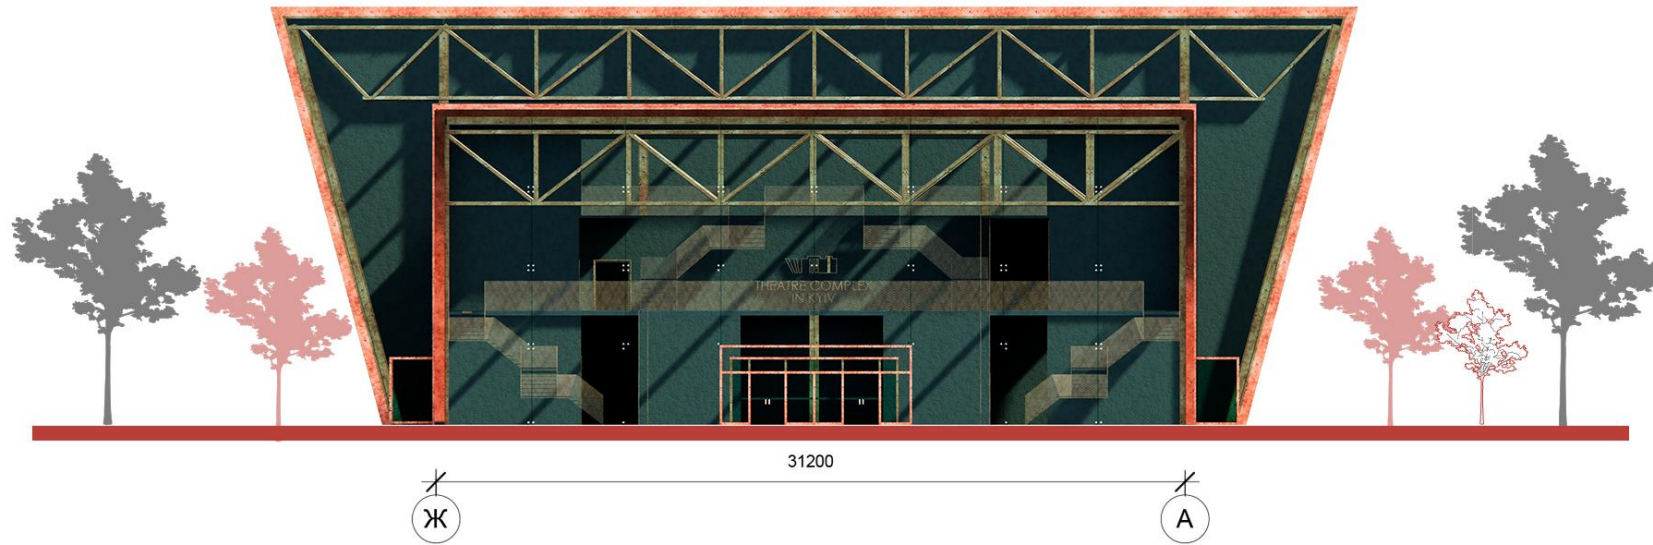 THEATRE COMPLEX
IN KYIV
31200
Ж
А